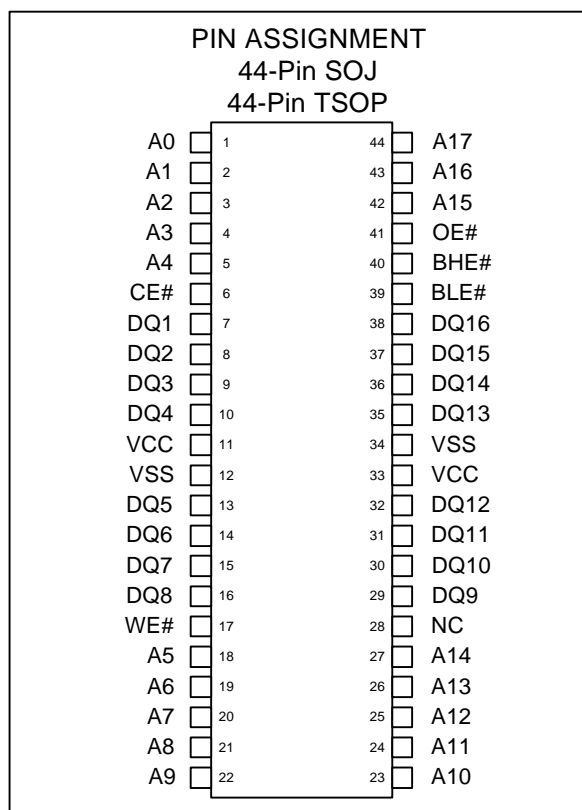 PIN ASSIGNMENT
44-Pin SOJ
44-Pin TSOP
A0 1 44 A17
A1 2 43 A16
A2 3 42 A15
A3 4 41 OE#
A4 5 40 BHE#
CE# 6 39 BLE#
DQ1 7 38 DQ16
DQ2 8 37 DQ15
DQ3 9 36 DQ14
DQ4 10 35 DQ13
VCC 11 34 VSS
VSS 12 33 VCC
DQ5 13 32 DQ12
DQ6 14 31 DQ11
DQ7 15 30 DQ10
DQ8 16 29 DQ9
WE# 17 28 NC
A5 18 27 A14
A6 19 26 A13
A7 20 25 A12
A8 21 24 A11
A9 22 23 A10